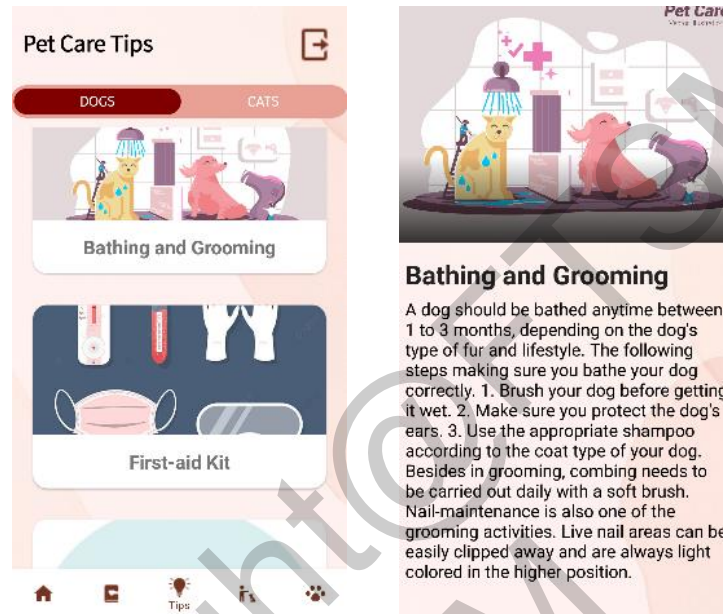 Pet Care Tips
DOGS
CATS
Bathing and Grooming
First-aid Kit
Tips
Pet Care
Bathing and Grooming
A dog should be bathed anytime between
1 to 3 months, depending on the dog's
type of fur and lifestyle. The following
steps making sure you bathe your dog
correctly. 1. Brush your dog before getting
it wet. 2. Make sure you protect the dog's
ears. 3. Use the appropriate shampoo
according to the coat type of your dog.
Besides in grooming, combing needs to
be carried out daily with a soft brush.
Nail-maintenance is also one of the
grooming activities. Live nail areas can be
easily clipped away and are always light
colored in the higher position.